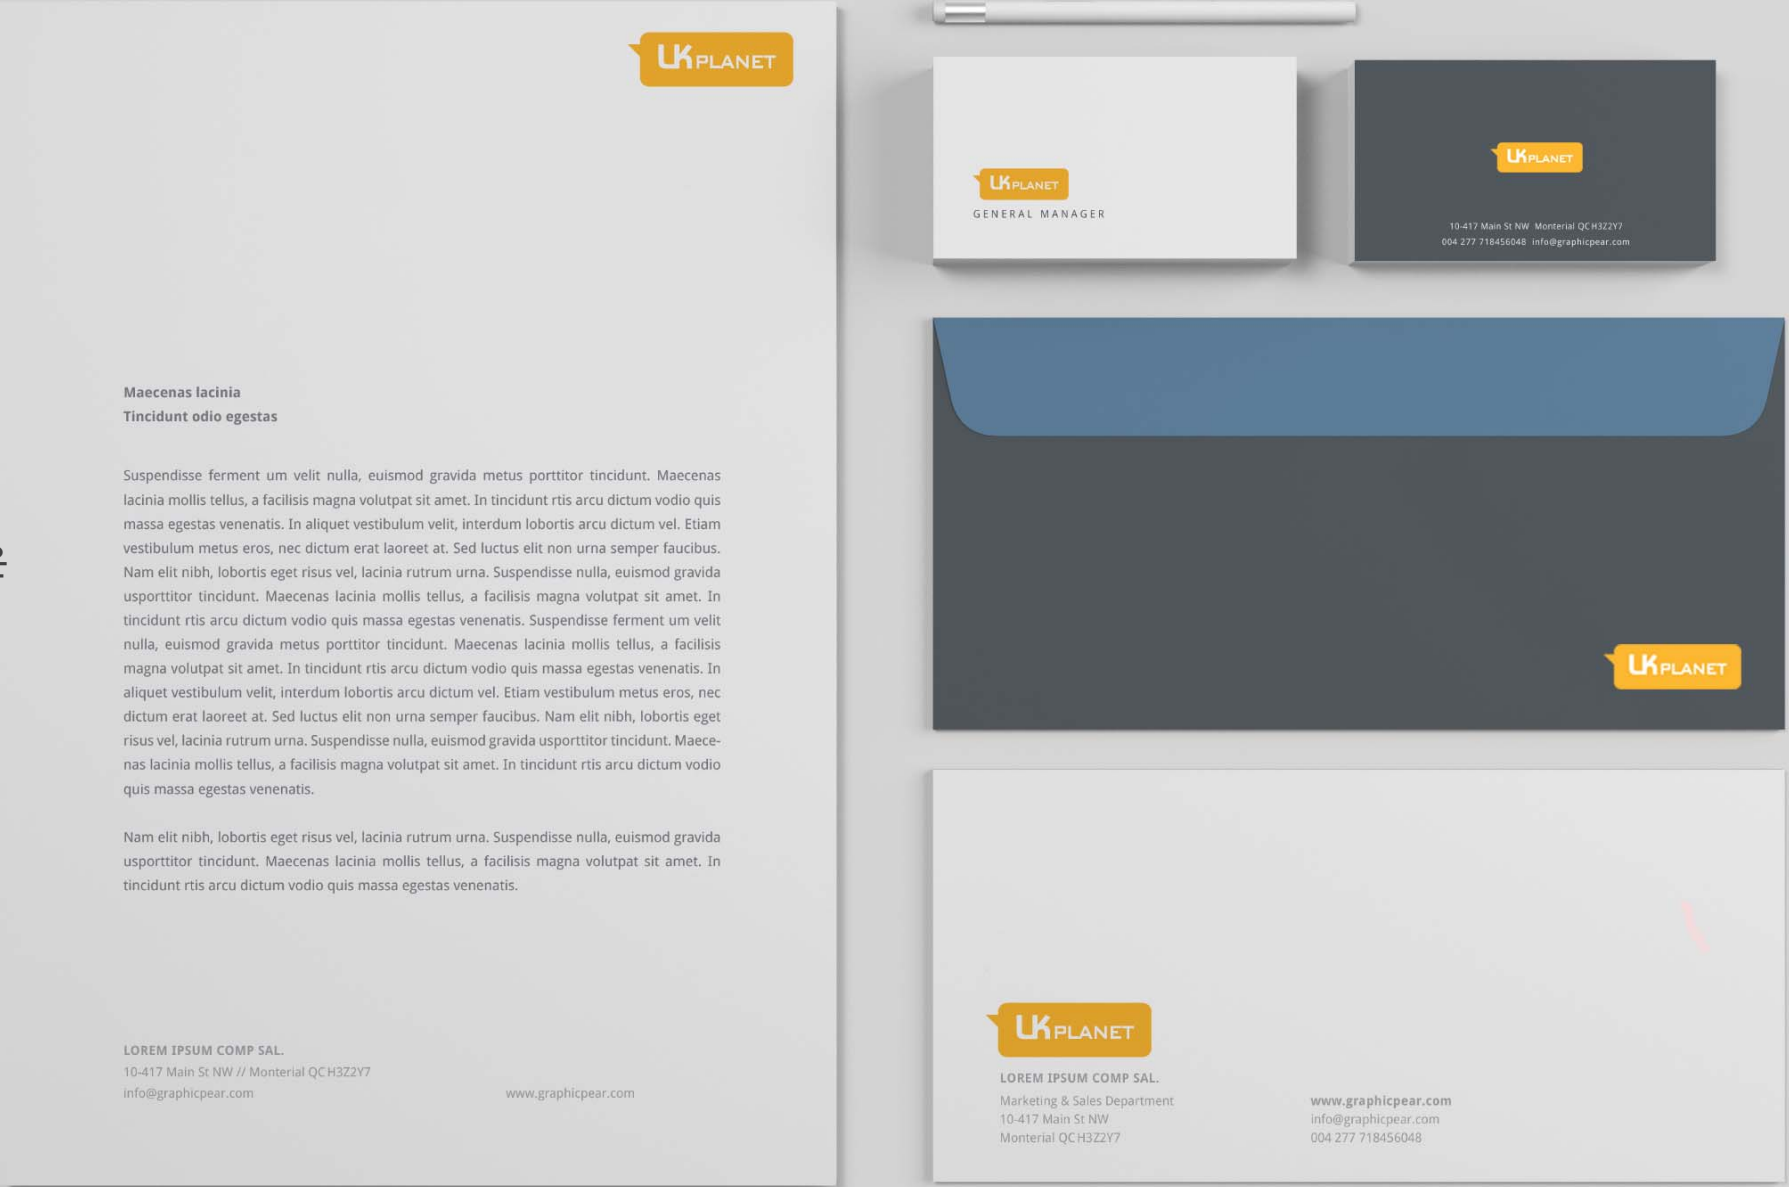 UK PLANET
Maecenas lacinia
Tincidunt odio egestas
Suspendisse ferment um velit nulla, euismod gravida metus porttitor tincidunt. Maecenas
lacinia mollis tellus, a facilisis magna volutpat sit amet. In tincidunt rtis arcu dictum vodio quis
massa egestas venenatis. In aliquet vestibulum velit, interdum lobortis arcu dictum vel. Etiam
vestibulum metus eros, nec dictum erat laoreet at. Sed luctus elit non urna semper faucibus.
Nam elit nibh, lobortis eget risus vel, lacinia rutrum urna. Suspendisse nulla, euismod gravida
usporttitor tincidunt. Maecenas lacinia mollis tellus, a facilisis magna volutpat sit amet. In
tincidunt rtis arcu dictum vodio quis massa egestas venenatis. Suspendisse ferment um velit
nulla, euismod gravida metus porttitor tincidunt. Maecenas lacinia mollis tellus, a facilisis
magna volutpat sit amet. In tincidunt rtis arcu dictum vodio quis massa egestas venenatis. In
aliquet vestibulum velit, interdum lobortis arcu dictum vel. Etiam vestibulum metus eros, nec
dictum erat laoreet at. Sed luctus elit non urna semper faucibus. Nam elit nibh, lobortis eget
risus vel, lacinia rutrum urna. Suspendisse nulla, euismod gravida usporttitor tincidunt. Maece-
nas lacinia mollis tellus, a facilisis magna volutpat sit amet. In tincidunt rtis arcu dictum vodio
quis massa egestas venenatis.
Nam elit nibh, lobortis eget risus vel, lacinia rutrum urna. Suspendisse nulla, euismod gravida
usporttitor tincidunt. Maecenas lacinia mollis tellus, a facilisis magna volutpat sit amet. In
tincidunt rtis arcu dictum vodio quis massa egestas venenatis.
LOREM IPSUM COMP SAL.
10-417 Main St NW // Monterial QCH3Z2Y7
info@graphicpear.com www.graphicpear.com
UK PLANET
GENERAL MANAGER
UK PLANET
10-417 Main St NW Monterial QCH3Z2Y7
004 277 718456048 info@graphicpear.com
UK PLANET
UK PLANET
LOREM IPSUM COMP SAL.
Marketing & Sales Department
10-417 Main St NW
Monterial QCH3Z2Y7
www.graphicpear.com
info@graphicpear.com
004 277 718456048